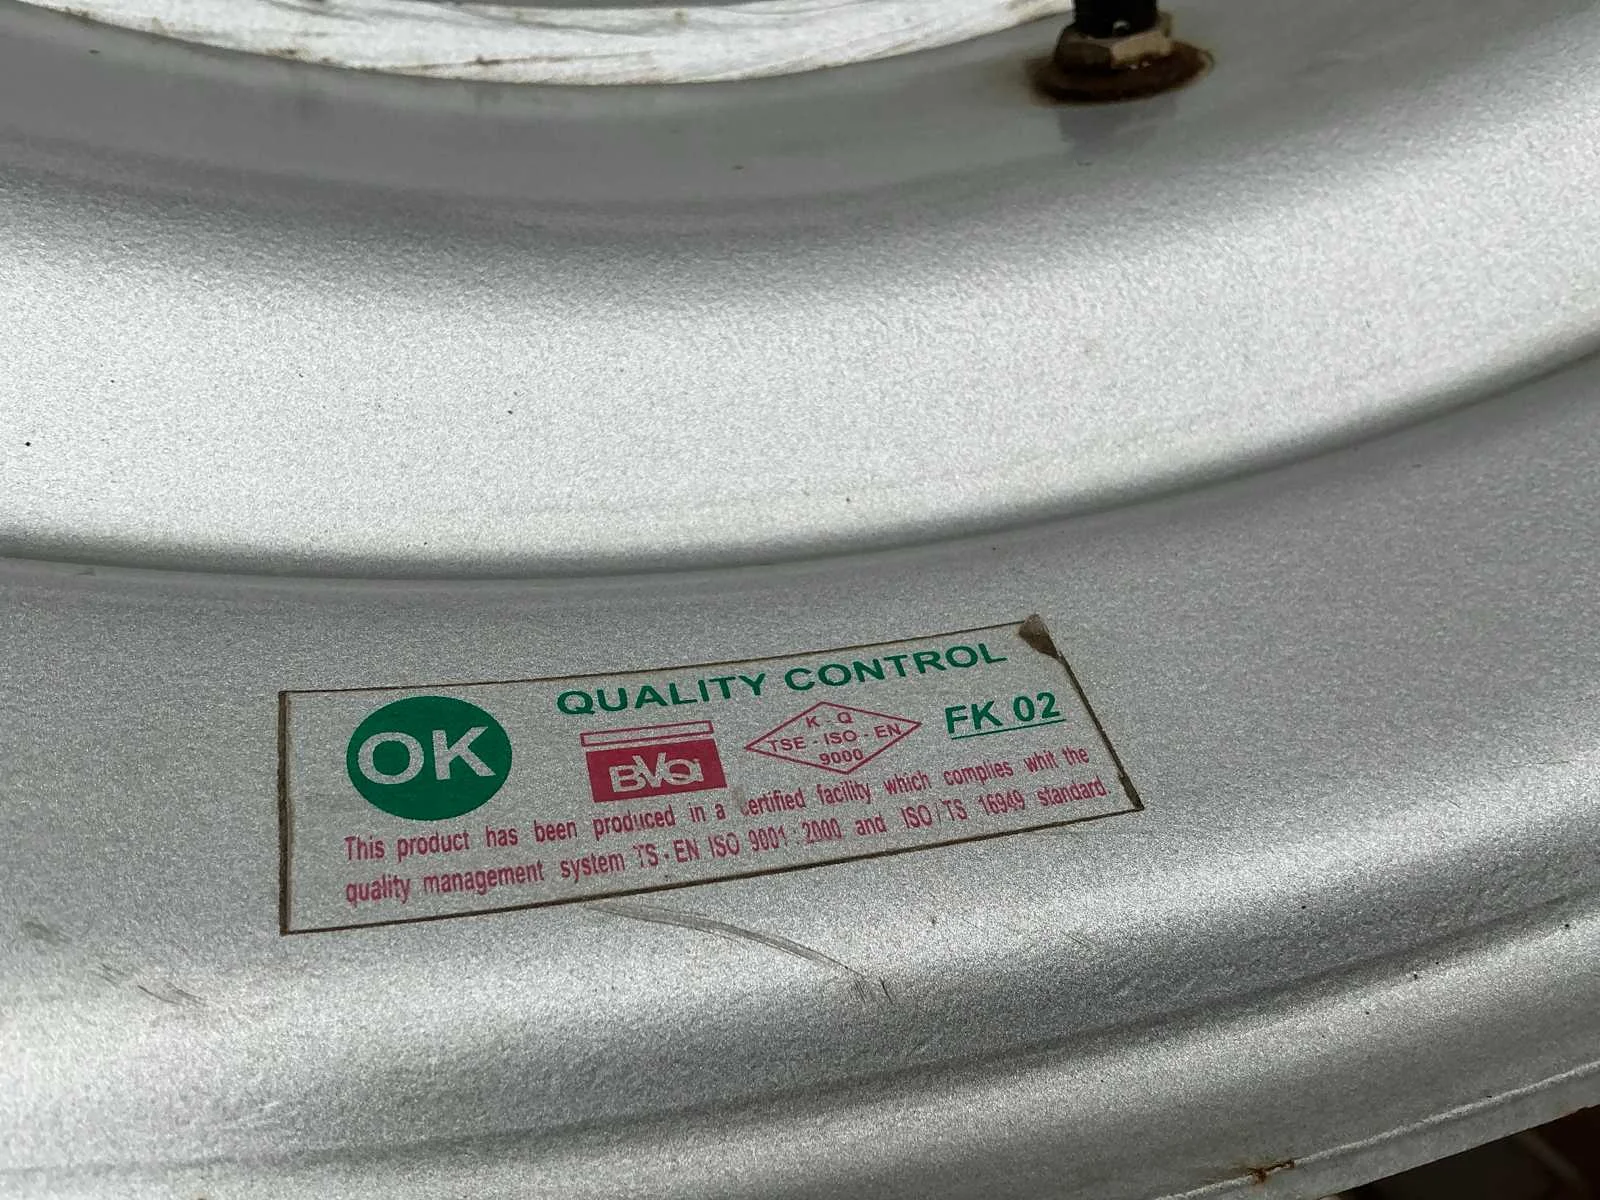 QUALITY CONTROL
OK
BVQi
K - Q
TSE - ISO - EN
9000
FK 02
This product has been produced in a certified facility which complies whit the
quality management system TS - EN ISO 9001 : 2000 and ISO / TS 16949 standard